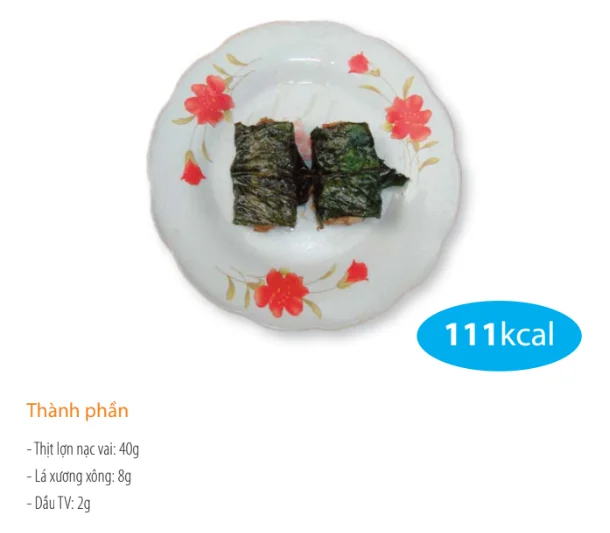 111kcal
Thành phần
- Thịt lợn nạc vai: 40g
- Lá xương xông: 8g
- Dầu TV: 2g